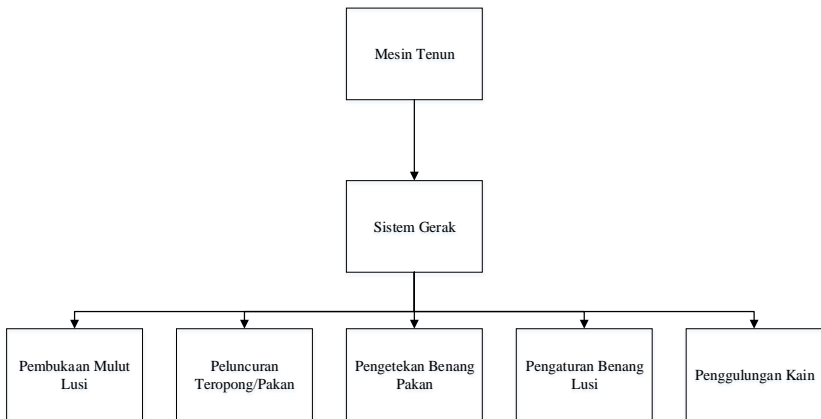 Mesin Tenun
Sistem Gerak
Pembukaan Mulut
Lusi
Peluncuran
Teropong/Pakan
Pengetekan Benang
Pakan
Pengaturan Benang
Lusi
Penggulungan Kain